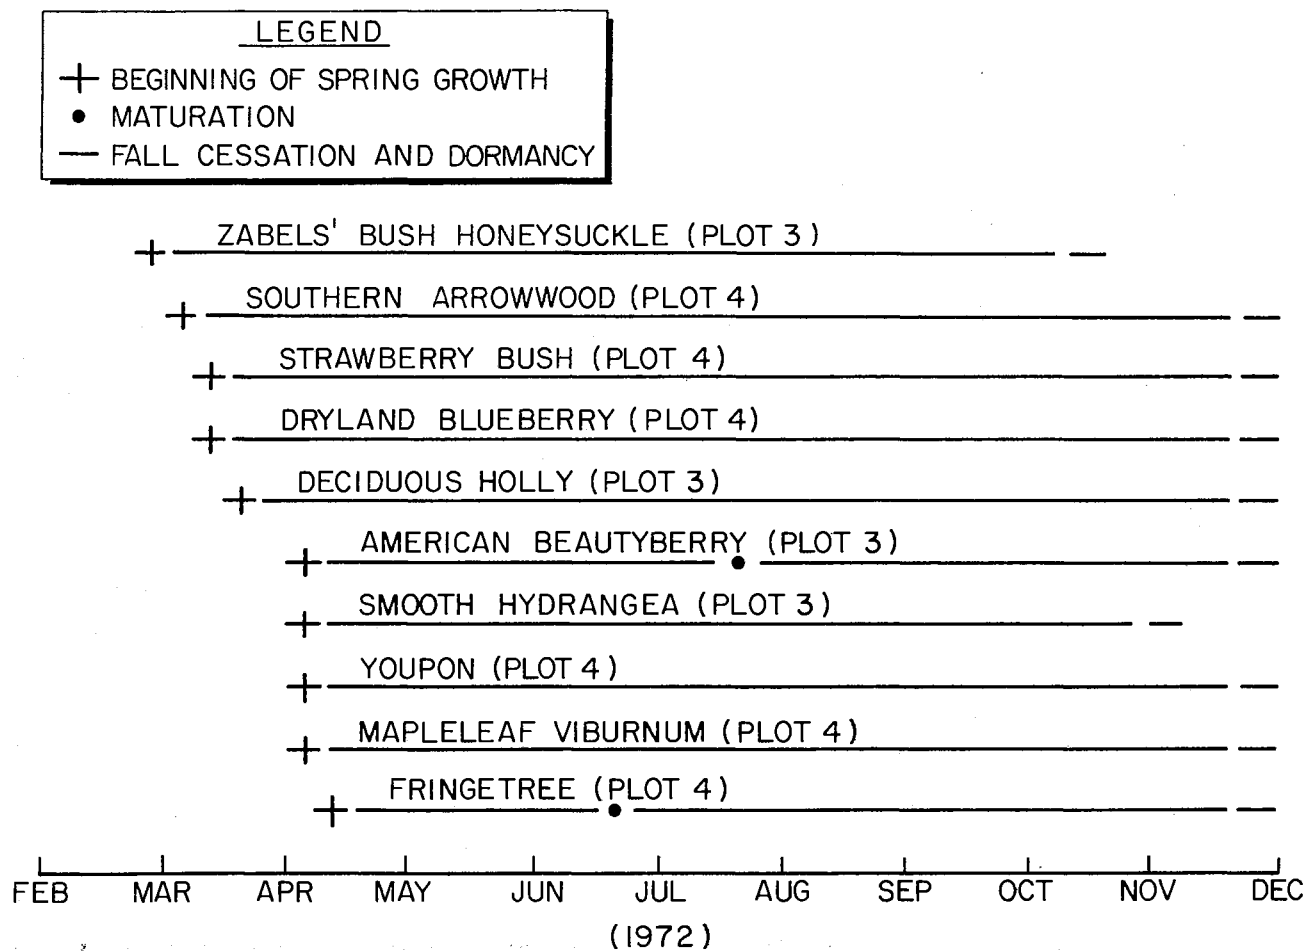 LEGEND
BEGINNING OF SPRING GROWTH
MATURATION
FALL CESSATION AND DORMANCY
ZABELS' BUSH HONEYSUCKLE (PLOT 3)
SOUTHERN ARROWWOOD (PLOT 4)
STRAWBERRY BUSH (PLOT 4)
DRYLAND BLUEBERRY (PLOT 4)
DECIDUOUS HOLLY (PLOT 3)
AMERICAN BEAUTYBERRY (PLOT 3)
SMOOTH HYDRANGEA (PLOT 3)
YOUPON (PLOT 4)
MAPLELEAF VIBURNUM (PLOT 4)
FRINGETREE (PLOT 4)
FEB MAR APR MAY JUN JUL AUG SEP OCT NOV DEC
(1972)